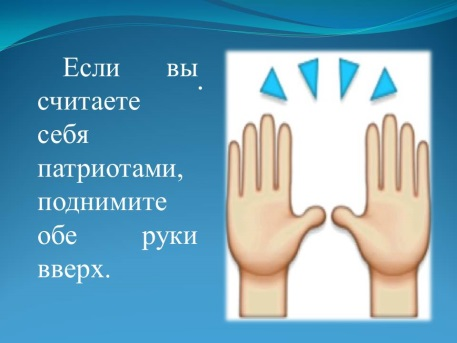 Если вы
считаете
себя
патриотами,
поднимите
обе руки
вверх.